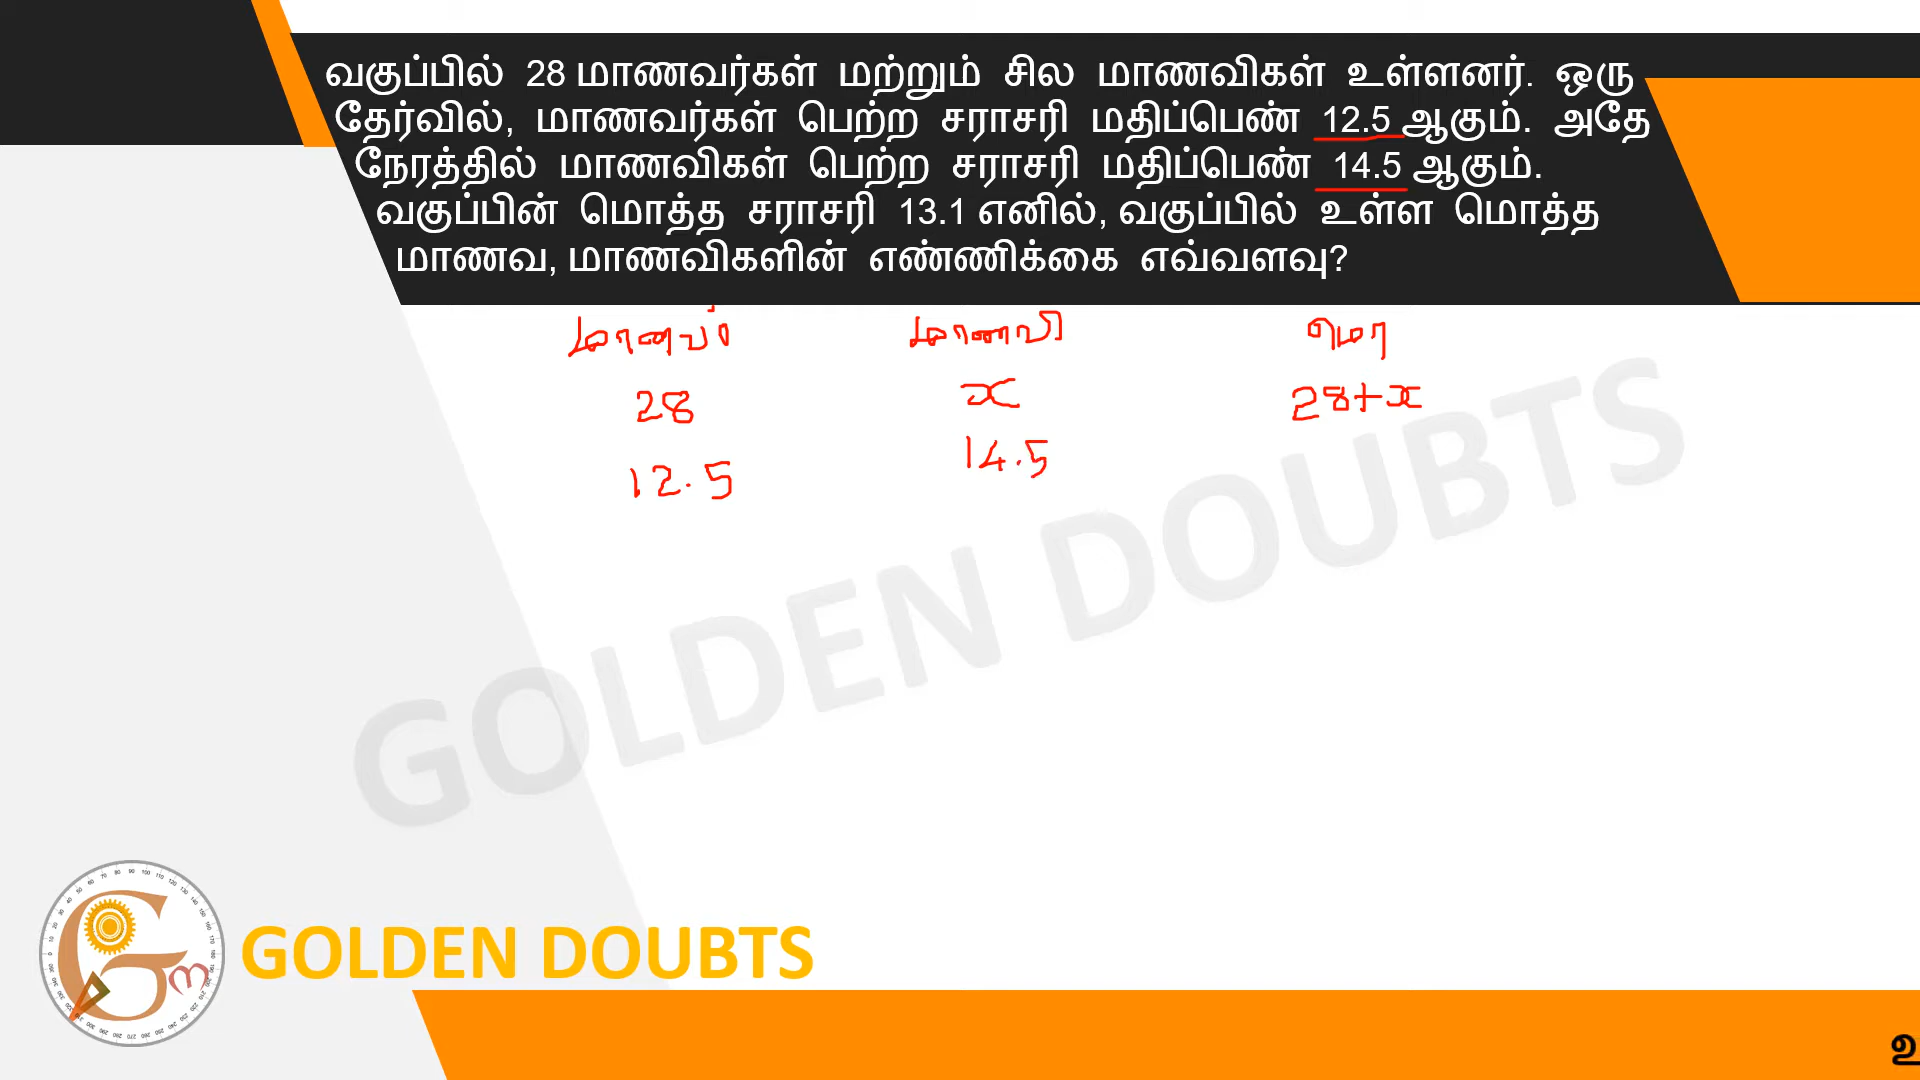 வகுப்பில் 28 மாணவர்கள் மற்றும் சில மாணவிகள் உள்ளனர். ஒரு
தேர்வில், மாணவர்கள் பெற்ற சராசரி மதிப்பெண் 12.5 ஆகும். அதே
நேரத்தில் மாணவிகள் பெற்ற சராசரி மதிப்பெண் 14.5 ஆகும்.
வகுப்பின் மொத்த சராசரி 13.1 எனில், வகுப்பில் உள்ள மொத்த
மாணவ, மாணவிகளின் எண்ணிக்கை எவ்வளவு?
மாணவர் மாணவி மொ
28 x 28+x
12.5 14.5
GOLDEN DOUBTS
GOLDEN DOUBTS
உ